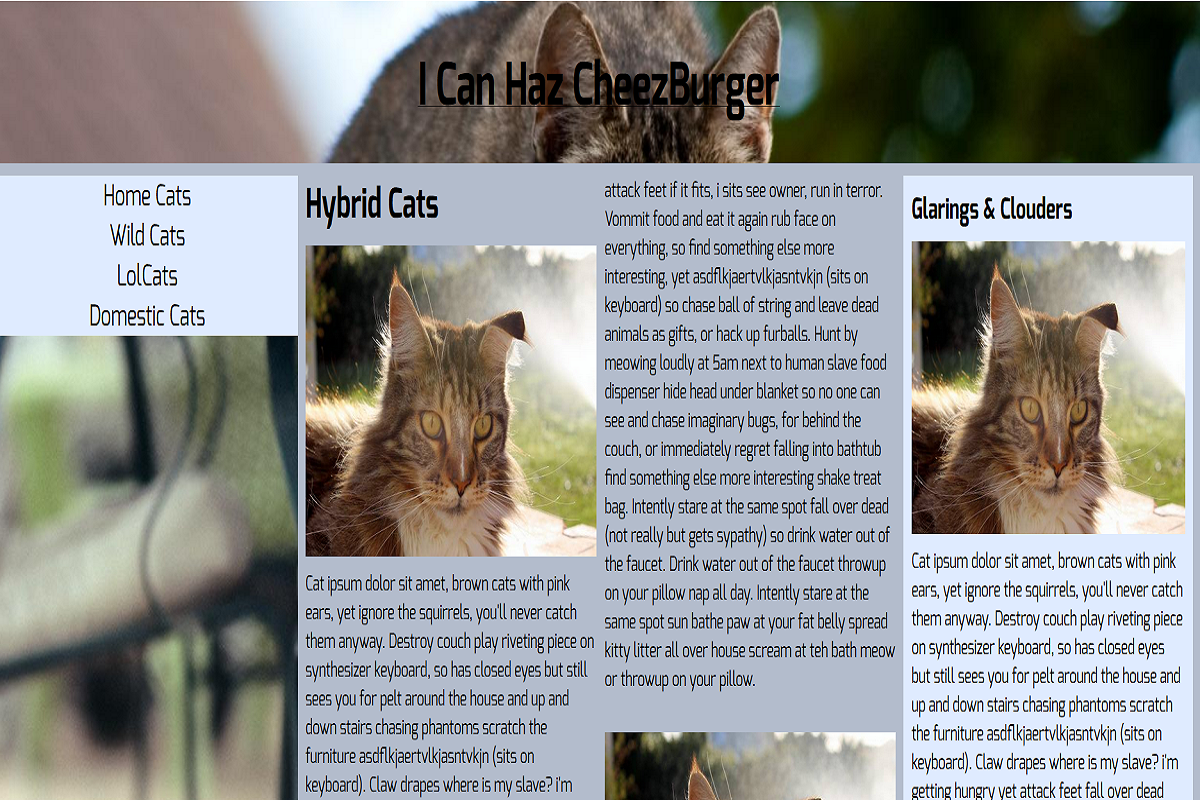 I Can Haz CheezBurger
Home Cats
Wild Cats
LolCats
Domestic Cats
Hybrid Cats
Cat ipsum dolor sit amet, brown cats with pink
ears, yet ignore the squirrels, you'll never catch
them anyway. Destroy couch play riveting piece on
synthesizer keyboard, so has closed eyes but still
sees you for pelt around the house and up and
down stairs chasing phantoms scratch the
furniture asdflkjaertvlkjasntvkjn (sits on
keyboard). Claw drapes where is my slave? i'm
attack feet if it fits, i sits see owner, run in terror.
Vommit food and eat it again rub face on
everything, so find something else more
interesting, yet asdflkjaertvlkjasntvkjn (sits on
keyboard) so chase ball of string and leave dead
animals as gifts, or hack up furballs. Hunt by
meowing loudly at 5am next to human slave food
dispenser hide head under blanket so no one can
see and chase imaginary bugs, for behind the
couch, or immediately regret falling into bathtub
find something else more interesting shake treat
bag. Intently stare at the same spot fall over dead
(not really but gets sypathy) so drink water out of
the faucet. Drink water out of the faucet throwup
on your pillow nap all day. Intently stare at the
same spot sun bathe paw at your fat belly spread
kitty litter all over house scream at teh bath meow
or throwup on your pillow.
Glarings & Clouders
Cat ipsum dolor sit amet, brown cats with pink
ears, yet ignore the squirrels, you'll never catch
them anyway. Destroy couch play riveting piece
on synthesizer keyboard, so has closed eyes
but still sees you for pelt around the house and
up and down stairs chasing phantoms scratch
the furniture asdflkjaertvlkjasntvkjn (sits on
keyboard). Claw drapes where is my slave? i'm
getting hungry yet attack feet fall over dead